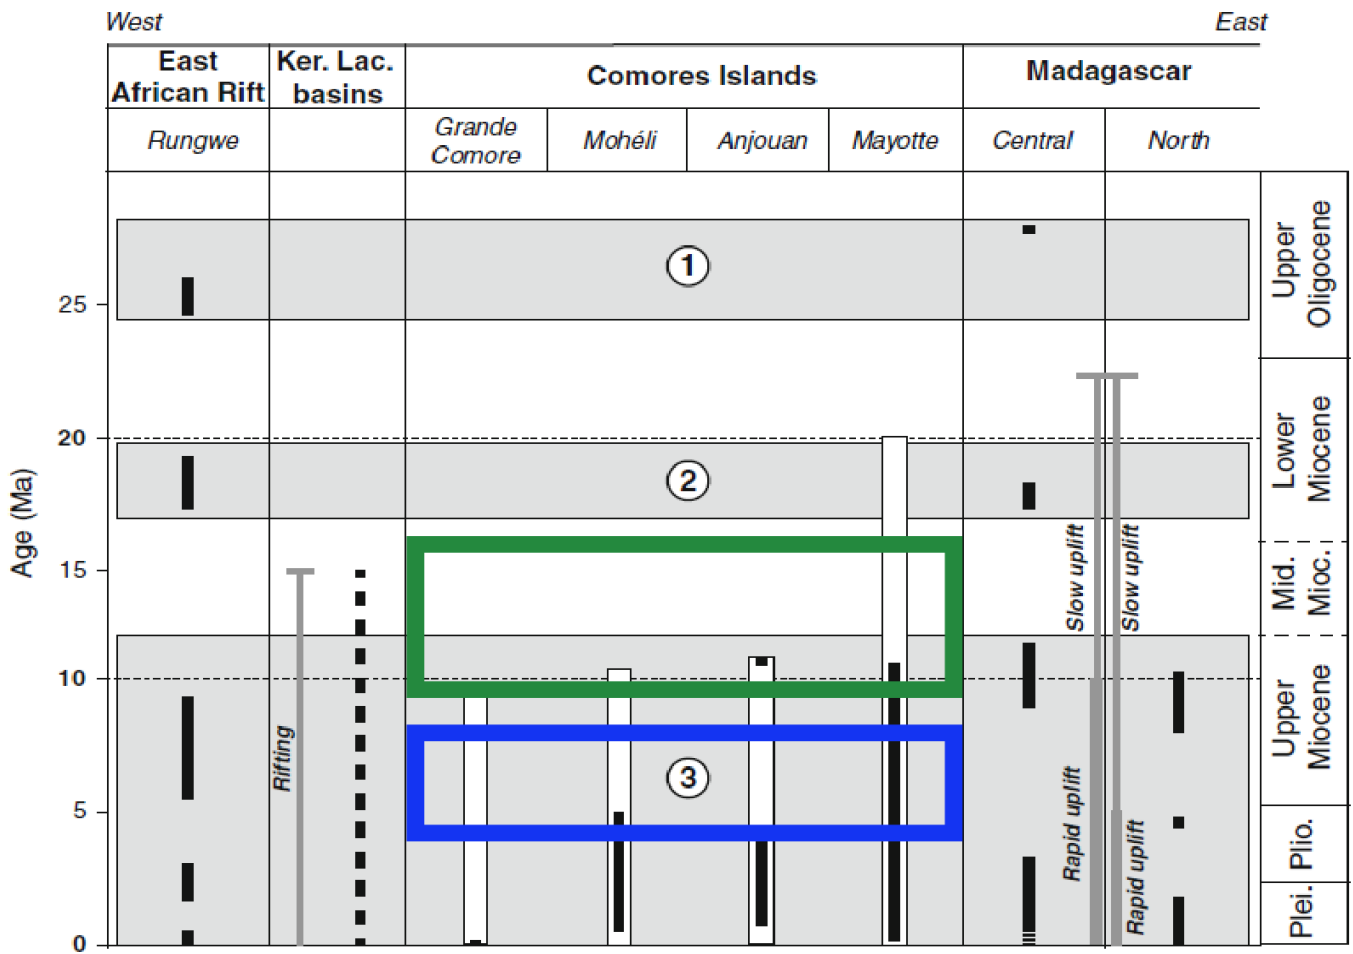 West
East
East
African Rift
Ker. Lac.
basins
Comores Islands
Madagascar
Rungwe
Grande
Comore
Mohéli
Anjouan
Mayotte
Central
North
Age (Ma)
25
20
15
10
5
0
1
2
3
Rifting
Slow uplift
Slow uplift
Rapid uplift
Rapid uplift
Upper
Oligocene
Lower
Miocene
Mid.
Mioc.
Upper
Miocene
Plio.
Plei.